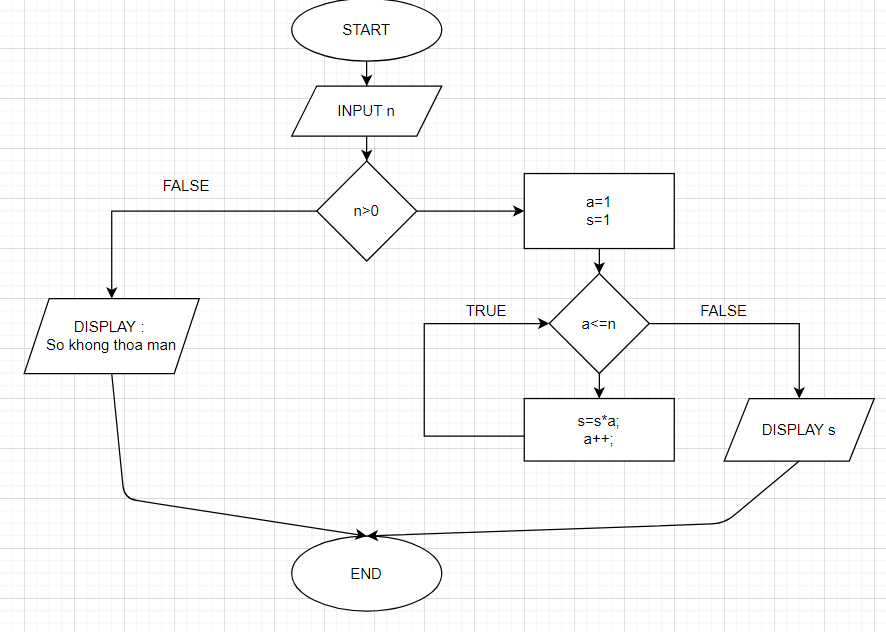 START
INPUT n
FALSE
n>0
a=1
s=1
DISPLAY :
So khong thoa man
TRUE
a<=n
FALSE
s=s*a;
a++;
DISPLAY s
END